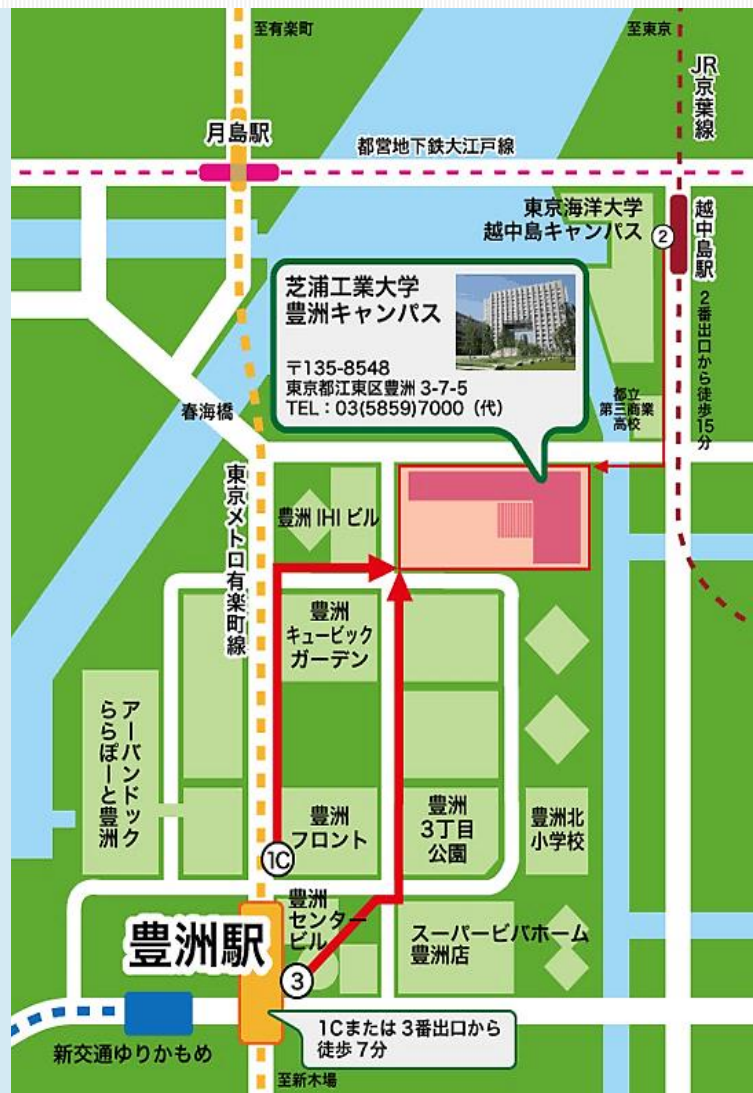 至有楽町
至東京
JR京葉線
月島駅
都営地下鉄大江戸線
東京海洋大学
越中島キャンパス
②
越中島駅
2番出口から徒歩15分
芝浦工業大学
豊洲キャンパス
〒135-8548
東京都江東区豊洲 3-7-5
TEL：03(5859)7000（代）
都立
第三商業
高校
春海橋
東京メトロ有楽町線
豊洲 IHI ビル
豊洲
キュービック
ガーデン
アーバンドック
ららぽーと豊洲
豊洲
フロント
豊洲
3丁目
公園
豊洲北
小学校
1C
豊洲
センター
ビル
スーパービバホーム
豊洲店
豊洲駅
③
1Cまたは 3番出口から
徒歩 7分
新交通ゆりかもめ
至新木場